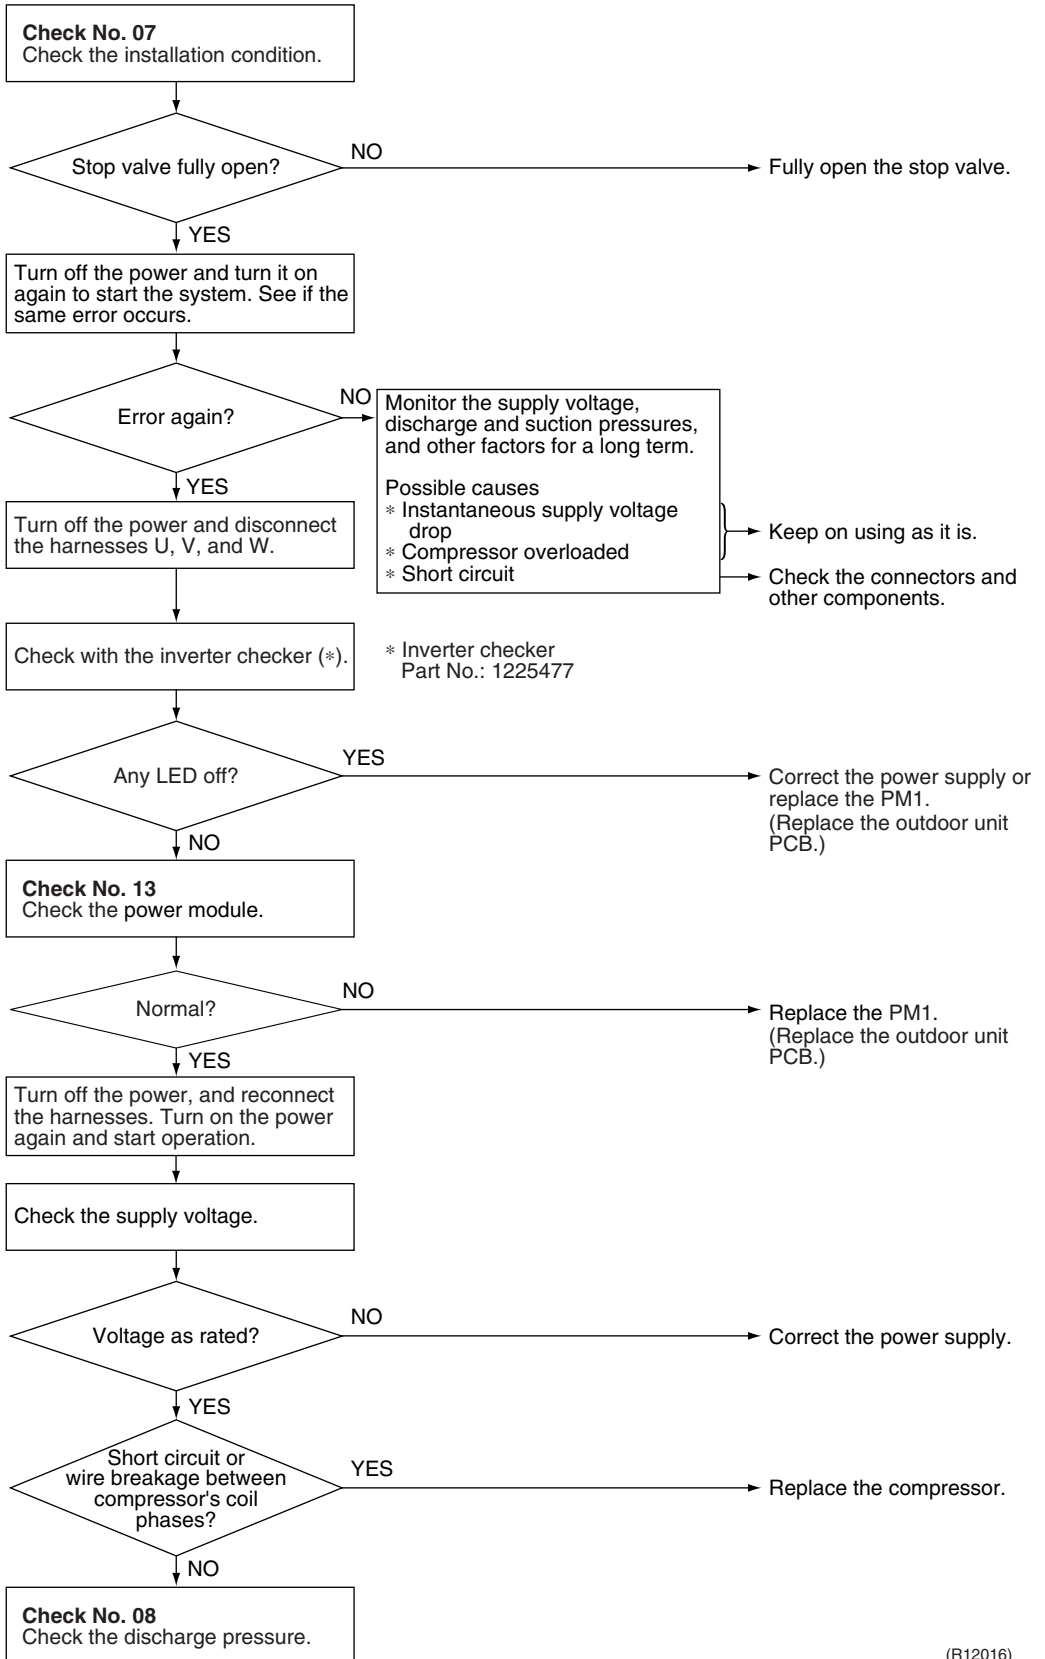 Check No. 07
Check the installation condition.
Stop valve fully open?
NO
Fully open the stop valve.
YES
Turn off the power and turn it on
again to start the system. See if the
same error occurs.
Error again?
NO
Monitor the supply voltage,
discharge and suction pressures,
and other factors for a long term.
Possible causes
* Instantaneous supply voltage
drop
* Compressor overloaded
* Short circuit
Keep on using as it is.
Check the connectors and
other components.
YES
Turn off the power and disconnect
the harnesses U, V, and W.
Check with the inverter checker (*).
* Inverter checker
Part No.: 1225477
Any LED off?
YES
Correct the power supply or
replace the PM1.
(Replace the outdoor unit
PCB.)
NO
Check No. 13
Check the power module.
Normal?
NO
Replace the PM1.
(Replace the outdoor unit
PCB.)
YES
Turn off the power, and reconnect
the harnesses. Turn on the power
again and start operation.
Check the supply voltage.
Voltage as rated?
NO
Correct the power supply.
YES
Short circuit or
wire breakage between
compressor's coil
phases?
YES
Replace the compressor.
NO
Check No. 08
Check the discharge pressure.
(R12016)